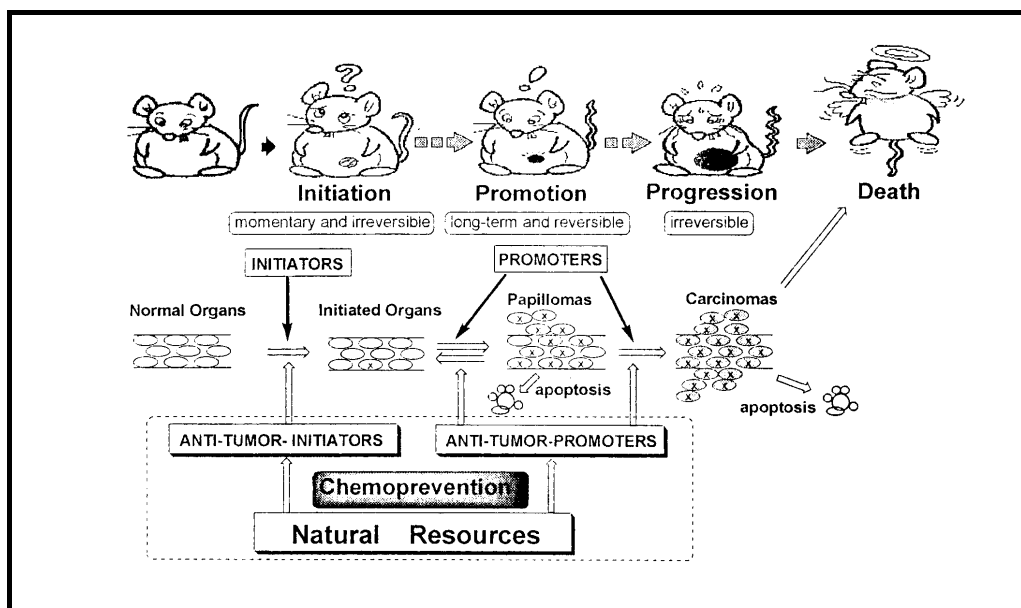 ?
!
Initiation
Promotion
Progression
Death
momentary and irreversible
long-term and reversible
irreversible
INITIATORS
PROMOTERS
Normal Organs
Initiated Organs
Papillomas
Carcinomas
x
x x
x x x
x x x
x x
x
x x
x x
x x x
x x x
x x x
x x
x
apoptosis
apoptosis
ANTI-TUMOR-INITIATORS
ANTI-TUMOR-PROMOTERS
Chemoprevention
Natural Resources